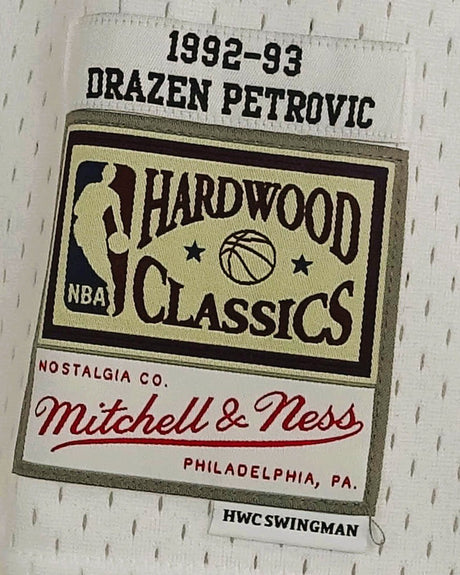 1992-93
DRAZEN PETROVIC
HARDWOOD
CLASSICS
NBA
NOSTALGIA CO.
Mitchell & Ness
PHILADELPHIA, PA.
HWC SWINGMAN